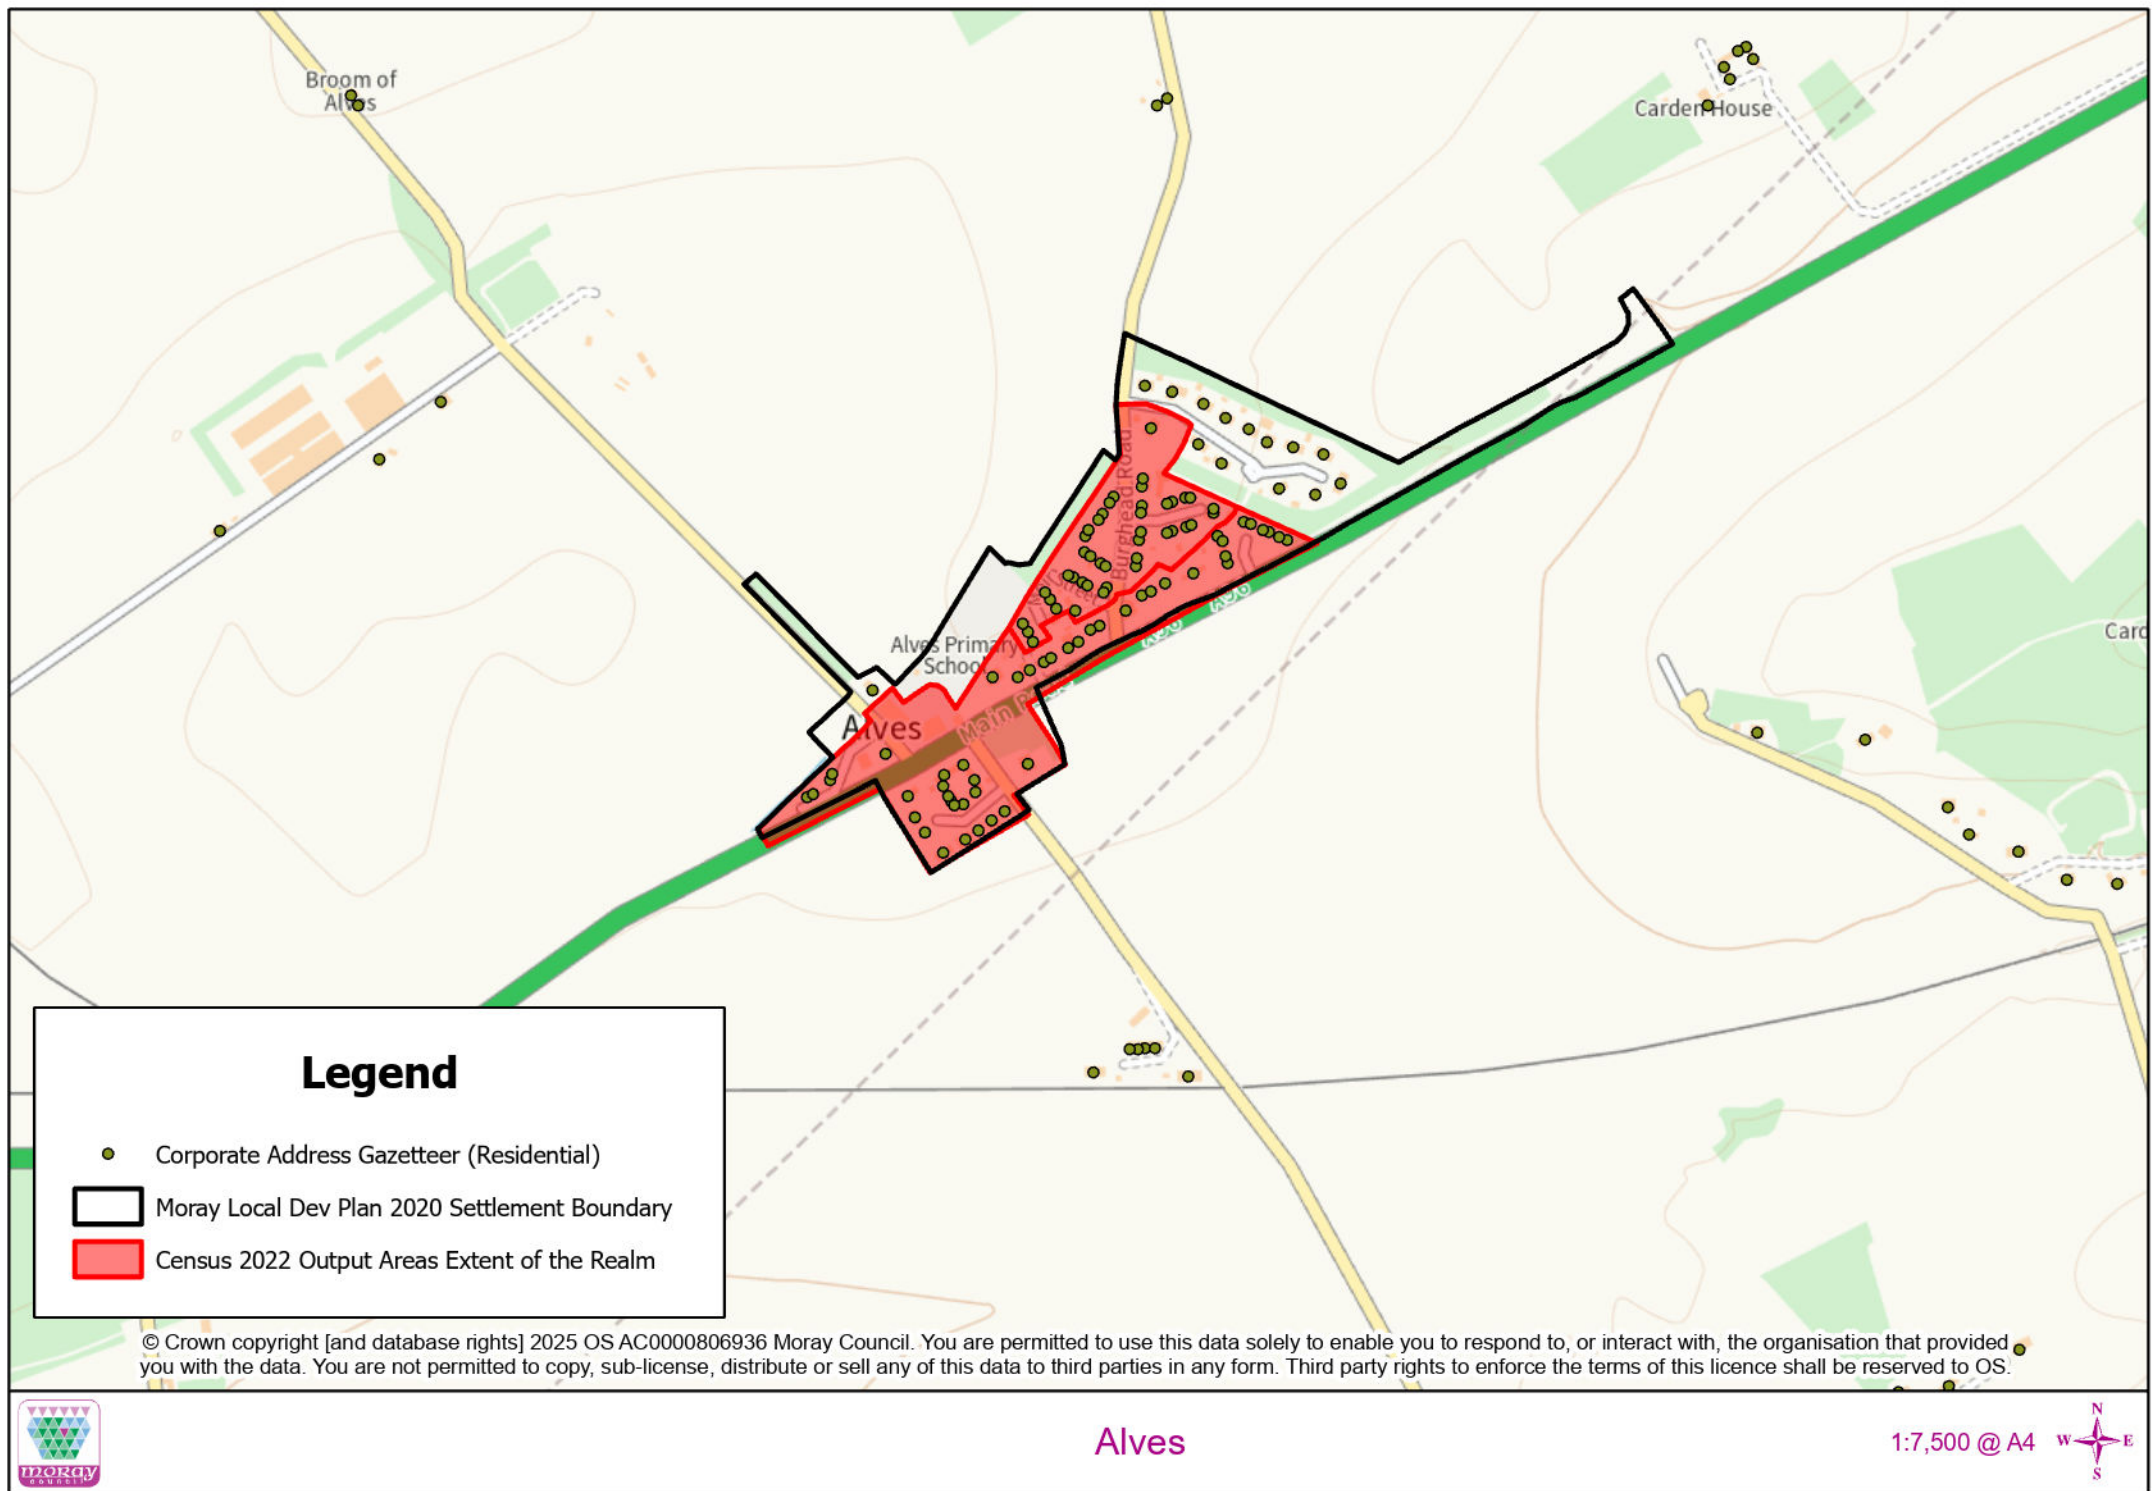 Broom of
Alves
Carden House
Burghead Road
Street
A96
A96
Alves Primary
School
Card
Main
Alves
Legend
Corporate Address Gazetteer (Residential)
Moray Local Dev Plan 2020 Settlement Boundary
Census 2022 Output Areas Extent of the Realm
© Crown copyright [and database rights] 2025 OS AC0000806936 Moray Council. You are permitted to use this data solely to enable you to respond to, or interact with, the organisation that provided
you with the data. You are not permitted to copy, sub-license, distribute or sell any of this data to third parties in any form. Third party rights to enforce the terms of this licence shall be reserved to OS.
moray
council
Alves
1:7,500 @ A4
N
W E
S